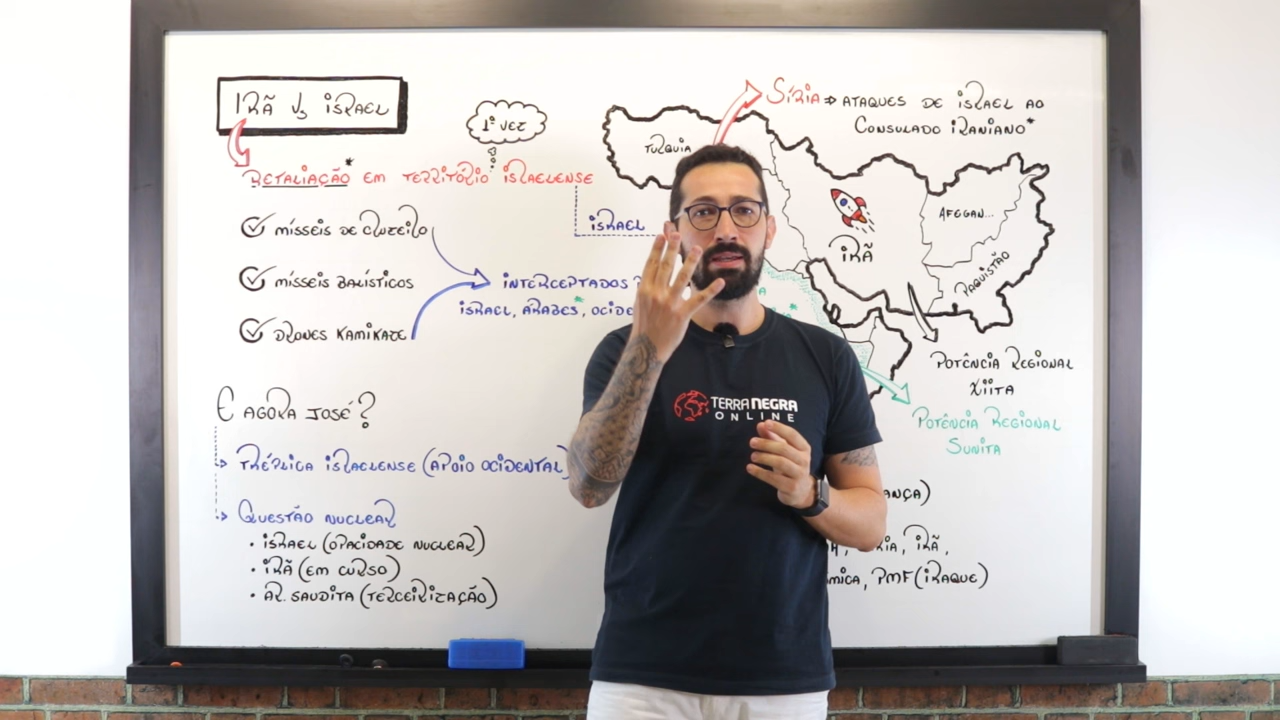 IRÃ VS ISRAEL
1ª VEZ
RETALIAÇÃO* EM TERRITÓRIO ISRAELENSE
MÍSSEIS DE CRUZEIRO
MÍSSEIS BALÍSTICOS
DRONES KAMIKAZE
INTERCEPTADOS
ISRAEL, ÁRABES*,
ISRAEL
E AGORA JOSÉ?
TRÉPLICA ISRAELENSE (APOIO OCIDENTAL)
QUESTÃO NUCLEAR
• ISRAEL (OPACIDADE NUCLEAR)
• IRÃ (EM CURSO)
• AR. SAUDITA (TERCEIRIZAÇÃO)
SÍRIA ⇒ ATAQUES DE ISRAEL AO
CONSULADO IRANIANO*
TURQUIA
IRÃ
AFEGAN...
PAQUISTÃO
POTÊNCIA REGIONAL
XIITA
POTÊNCIA REGIONAL
SUNITA
IRÃ,
PMF (IRAQUE)
TERRA NEGRA
ONLINE